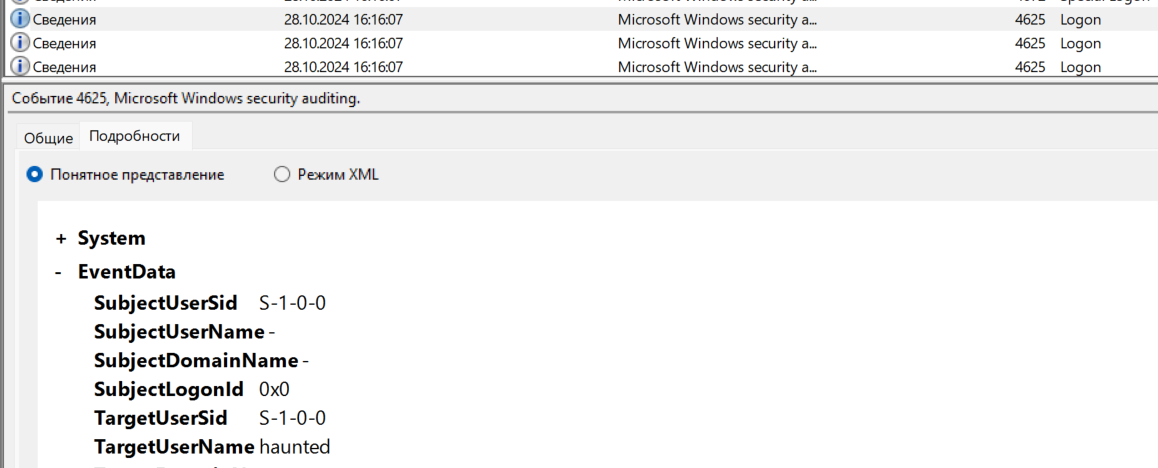 Сведения 28.10.2024 16:16:07 Microsoft Windows security a... 4625 Logon
Сведения 28.10.2024 16:16:07 Microsoft Windows security a... 4625 Logon
Сведения 28.10.2024 16:16:07 Microsoft Windows security a... 4625 Logon
Событие 4625, Microsoft Windows security auditing.
Общие Подробности
Понятное представление Режим XML
+ System
- EventData
SubjectUserSid S-1-0-0
SubjectUserName -
SubjectDomainName -
SubjectLogonId 0x0
TargetUserSid S-1-0-0
TargetUserName haunted